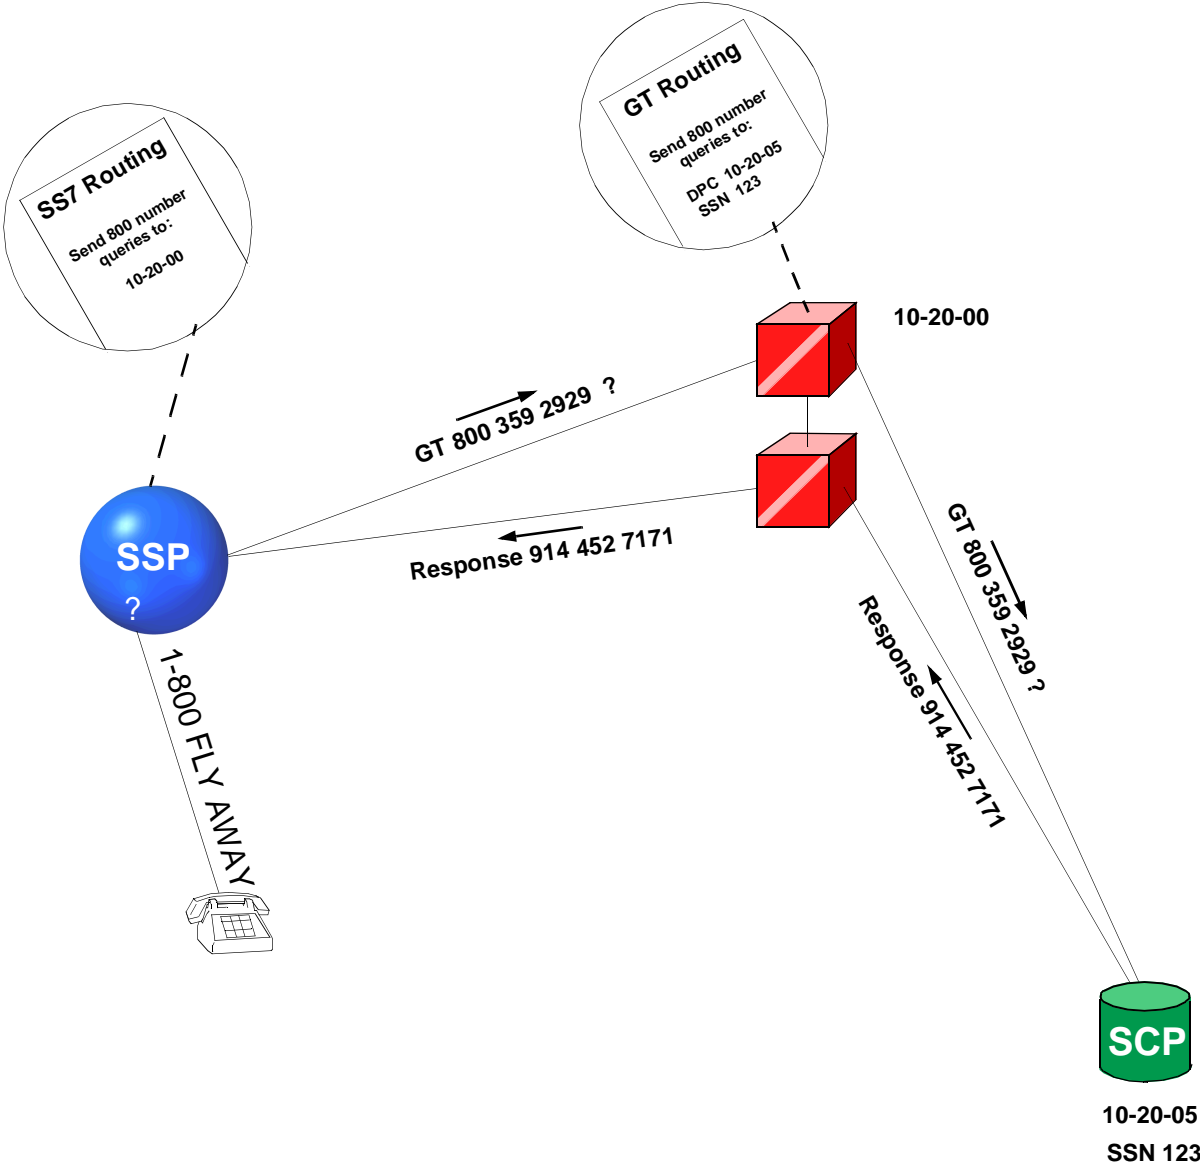 GT Routing
Send 800 number
queries to:
DPC 10-20-05
SSN 123
SS7 Routing
Send 800 number
queries to:
10-20-00
10-20-00
GT 800 359 2929 ?
Response 914 452 7171
SSP
?
1-800 FLY AWAY
GT 800 359 2929 ?
Response 914 452 7171
SCP
10-20-05
SSN 123